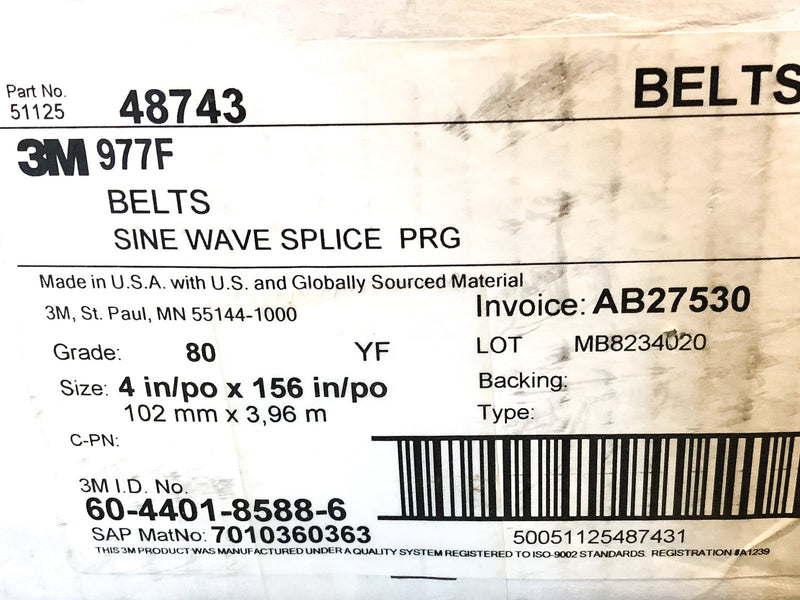 Part No.
51125 48743 BELTS
3M 977F
BELTS
SINE WAVE SPLICE PRG
Made in U.S.A. with U.S. and Globally Sourced Material
3M, St. Paul, MN 55144-1000
Invoice: AB27530
Grade: 80 YF
LOT MB8234020
Size: 4 in/po x 156 in/po
Backing:
102 mm x 3,96 m
Type:
C-PN:
3M I.D. No.
60-4401-8588-6
SAP MatNo: 7010360363
50051125487431
THIS 3M PRODUCT WAS MANUFACTURED UNDER A QUALITY SYSTEM REGISTERED TO ISO-9002 STANDARDS. REGISTRATION #A1239